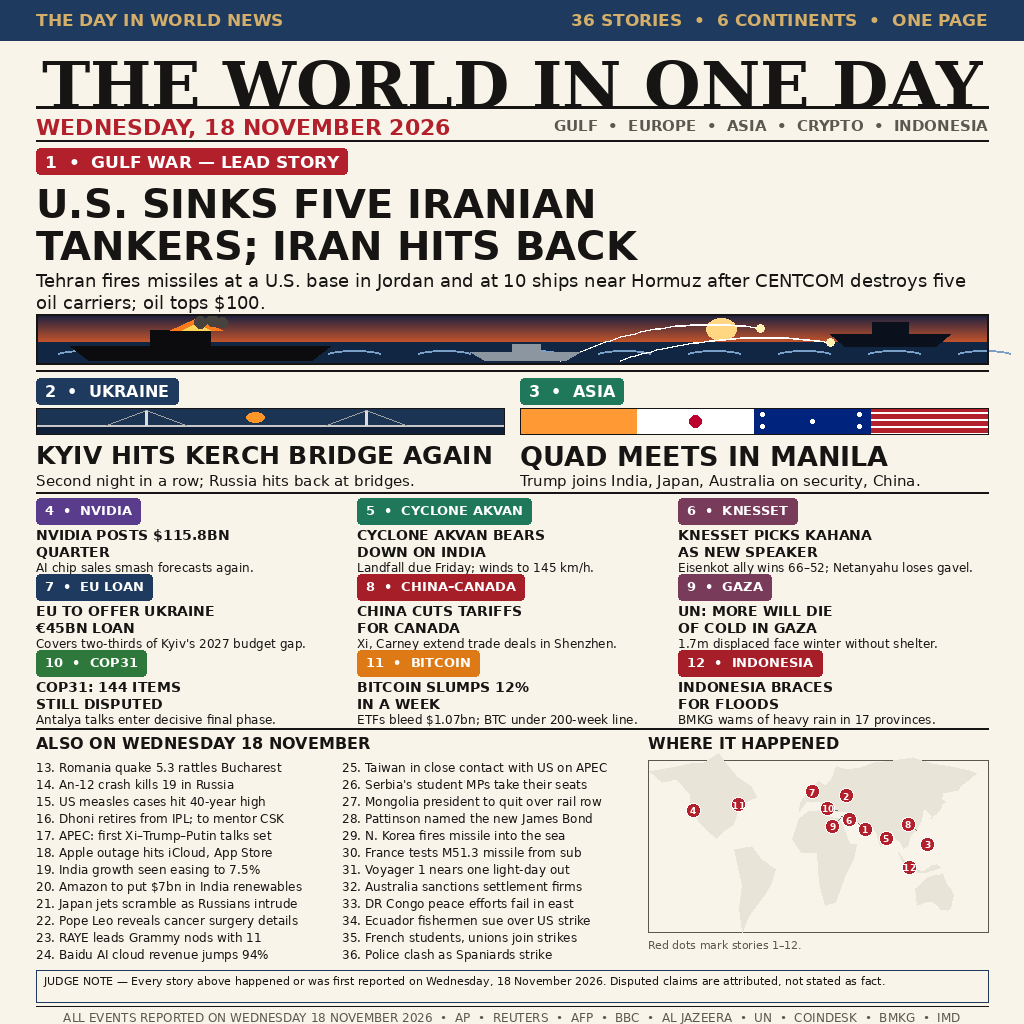 THE DAY IN WORLD NEWS
36 STORIES • 6 CONTINENTS • ONE PAGE
THE WORLD IN ONE DAY
WEDNESDAY, 18 NOVEMBER 2026
GULF • EUROPE • ASIA • CRYPTO • INDONESIA
1 • GULF WAR — LEAD STORY
U.S. SINKS FIVE IRANIAN
TANKERS; IRAN HITS BACK
Tehran fires missiles at a U.S. base in Jordan and at 10 ships near Hormuz after CENTCOM destroys five
oil carriers; oil tops $100.
2 • UKRAINE
KYIV HITS KERCH BRIDGE AGAIN
Second night in a row; Russia hits back at bridges.
3 • ASIA
QUAD MEETS IN MANILA
Trump joins India, Japan, Australia on security, China.
4 • NVIDIA
NVIDIA POSTS $115.8BN
QUARTER
AI chip sales smash forecasts again.
5 • CYCLONE AKVAN
CYCLONE AKVAN BEARS
DOWN ON INDIA
Landfall due Friday; winds to 145 km/h.
6 • KNESSET
KNESSET PICKS KAHANA
AS NEW SPEAKER
Eisenkot ally wins 66–52; Netanyahu loses gavel.
7 • EU LOAN
EU TO OFFER UKRAINE
€45BN LOAN
Covers two-thirds of Kyiv's 2027 budget gap.
8 • CHINA–CANADA
CHINA CUTS TARIFFS
FOR CANADA
Xi, Carney extend trade deals in Shenzhen.
9 • GAZA
UN: MORE WILL DIE
OF COLD IN GAZA
1.7m displaced face winter without shelter.
10 • COP31
COP31: 144 ITEMS
STILL DISPUTED
Antalya talks enter decisive final phase.
11 • BITCOIN
BITCOIN SLUMPS 12%
IN A WEEK
ETFs bleed $1.07bn; BTC under 200-week line.
12 • INDONESIA
INDONESIA BRACES
FOR FLOODS
BMKG warns of heavy rain in 17 provinces.
ALSO ON WEDNESDAY 18 NOVEMBER
13. Romania quake 5.3 rattles Bucharest
14. An-12 crash kills 19 in Russia
15. US measles cases hit 40-year high
16. Dhoni retires from IPL; to mentor CSK
17. APEC: first Xi–Trump–Putin talks set
18. Apple outage hits iCloud, App Store
19. India growth seen easing to 7.5%
20. Amazon to put $7bn in India renewables
21. Japan jets scramble as Russians intrude
22. Pope Leo reveals cancer surgery details
23. RAYE leads Grammy nods with 11
24. Baidu AI cloud revenue jumps 94%
25. Taiwan in close contact with US on APEC
26. Serbia's student MPs take their seats
27. Mongolia president to quit over rail row
28. Pattinson named the new James Bond
29. N. Korea fires missile into the sea
30. France tests M51.3 missile from sub
31. Voyager 1 nears one light-day out
32. Australia sanctions settlement firms
33. DR Congo peace efforts fail in east
34. Ecuador fishermen sue over US strike
35. French students, unions join strikes
36. Police clash as Spaniards strike
WHERE IT HAPPENED
7
2
4
11
10
6
9
1
8
5
3
12
Red dots mark stories 1–12.
JUDGE NOTE — Every story above happened or was first reported on Wednesday, 18 November 2026. Disputed claims are attributed, not stated as fact.
ALL EVENTS REPORTED ON WEDNESDAY 18 NOVEMBER 2026 • AP • REUTERS • AFP • BBC • AL JAZEERA • UN • COINDESK • BMKG • IMD